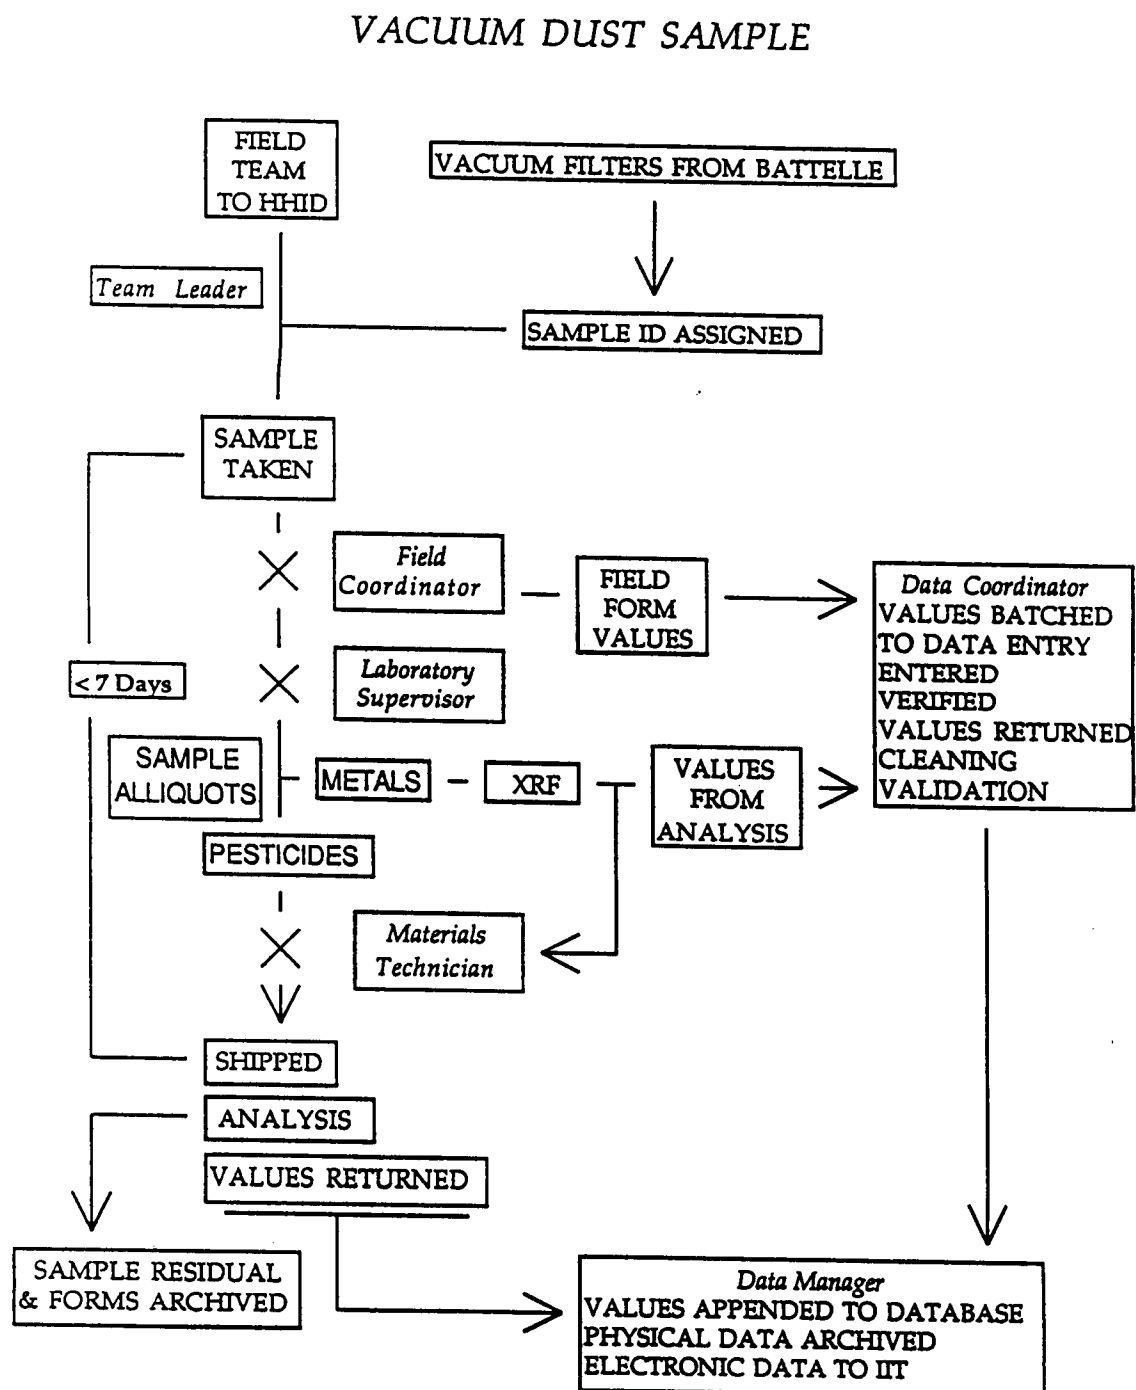 VACUUM DUST SAMPLE
FIELD
TEAM
TO HHID
VACUUM FILTERS FROM BATTELLE
Team Leader
SAMPLE ID ASSIGNED
SAMPLE
TAKEN
Field
Coordinator
FIELD
FORM
VALUES
Data Coordinator
VALUES BATCHED
TO DATA ENTRY
ENTERED
VERIFIED
VALUES RETURNED
CLEANING
VALIDATION
< 7 Days
Laboratory
Supervisor
SAMPLE
ALLIQUOTS
METALS
XRF
VALUES
FROM
ANALYSIS
PESTICIDES
Materials
Technician
SHIPPED
ANALYSIS
VALUES RETURNED
SAMPLE RESIDUAL
& FORMS ARCHIVED
Data Manager
VALUES APPENDED TO DATABASE
PHYSICAL DATA ARCHIVED
ELECTRONIC DATA TO IIT